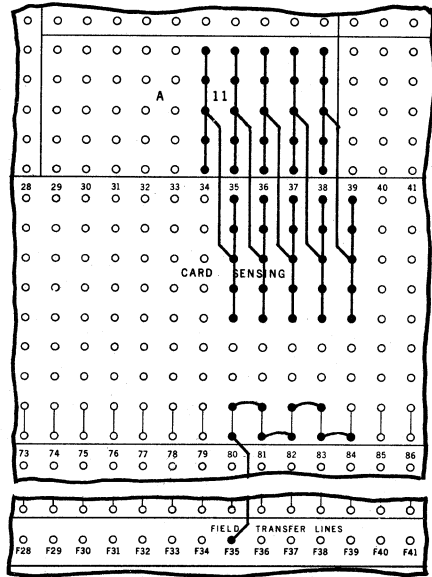 A 11
28 29 30 31 32 33 34 35 36 37 38 39 40 41
CARD SENSING
73 74 75 76 77 78 79 80 81 82 83 84 85 86
FIELD TRANSFER LINES
F28 F29 F30 F31 F32 F33 F34 F35 F36 F37 F38 F39 F40 F41